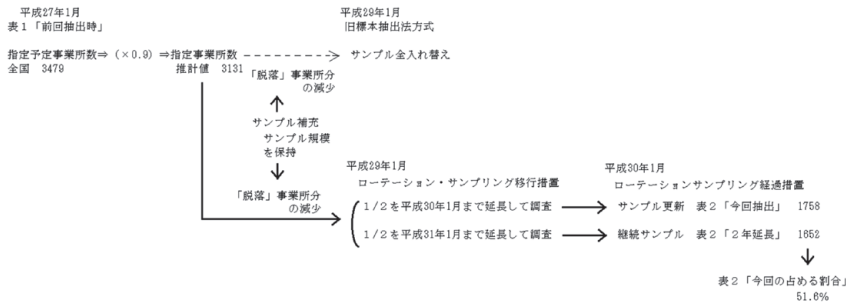 平成27年1月
表1「前回抽出時」
平成29年1月
旧標本抽出法方式
指定予定事業所数⇒(×0.9)⇒指定事業所数
サンプル金入れ替え
全国 3479
推計値 3131
「脱落」事業所分
の減少
サンプル補充
サンプル規模
を保持
「脱落」事業所分
の減少
平成29年1月
ローテーション・サンプリング移行措置
平成30年1月
ローテーションサンプリング経過措置
1/2を平成30年1月まで延長して調査
サンプル更新 表2「今回抽出」 1758
1/2を平成31年1月まで延長して調査
継続サンプル 表2「2年延長」 1652
表2「今回の占める割合」
51.6%